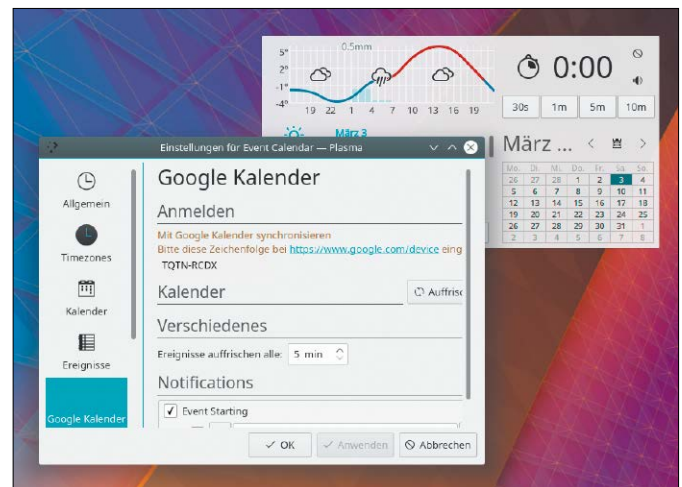 0.5mm
5°
2°
-1°
-4°
19 22 1 4 7 10 13 16 19
März 3
0:00
30s 1m 5m 10m
März ...
Mo. Di. Mi. Do. Fr. Sa. So.
26 27 28 1 2 3 4
5 6 7 8 9 10 11
12 13 14 15 16 17 18
19 20 21 22 23 24 25
26 27 28 29 30 31 1
2 3 4 5 6 7 8
Einstellungen für Event Calendar — Plasma
Allgemein
Timezones
Kalender
Ereignisse
Google Kalender
Google Kalender
Anmelden
Mit Google Kalender synchronisieren
Bitte diese Zeichenfolge bei https://www.google.com/device eing
TQTN-RCDX
Kalender
Auffrisc
Verschiedenes
Ereignisse auffrischen alle: 5 min
Notifications
Event Starting
OK Anwenden Abbrechen